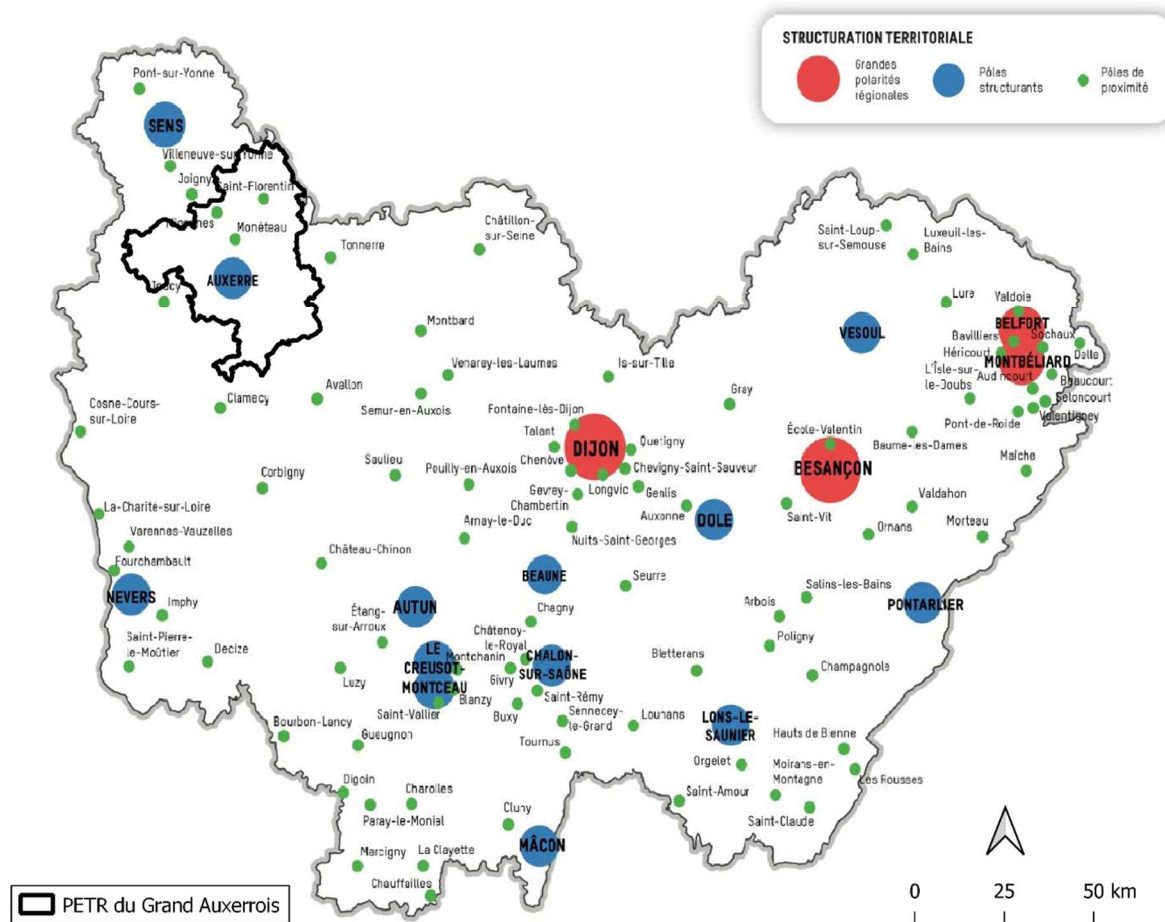 STRUCTURATION TERRITORIALE
Grandes
polarités
régionales
Pôles
structurants
Pôles de
proximité
Pont-sur-Yonne
SENS
Villeneuve-sur-Yonne
Joigny
Saint-Florentin
Migennes
Monéteau
AUXERRE
Toucy
Tonnerre
Châtillon-
sur-Seine
Saint-Loup-
sur-Semouse
Luxeuil-les-
Bains
Lure
Valdoie
BELFORT
VESOUL
Bavilliers
Sochaux
Héricourt
Delle
MONTBÉLIARD
L'Isle-sur-
le-Doubs
Audincourt
Beaucourt
Seloncourt
Valentigney
Pont-de-Roide
Montbard
Venarey-les-Laumes
Is-sur-Tille
Avallon
Semur-en-Auxois
Clamecy
Cosne-Cours-
sur-Loire
Gray
Fontaine-lès-Dijon
Talant
DIJON
Quetigny
Chenôve
Chevigny-Saint-Sauveur
École-Valentin
BESANÇON
Baume-les-Dames
Maîche
Corbigny
Saulieu
Pouilly-en-Auxois
Gevrey-
Chambertin
Longvic
Genlis
Auxonne
DOLE
Saint-Vit
Valdahon
Ornans
Morteau
La-Charité-sur-Loire
Varennes-Vauzelles
Arnay-le-Duc
Nuits-Saint-Georges
Château-Chinon
Fourchambault
NEVERS
Imphy
BEAUNE
Seurre
AUTUN
Salins-les-Bains
Arbois
PONTARLIER
Étang-
sur-Arroux
Chagny
Poligny
Saint-Pierre-
le-Moûtier
Decize
Luzy
LE
CREUSOT-
MONTCEAU
Montchanin
Châtenoy-
le-Royal
CHALON-
SUR-SAÔNE
Givry
Bletterans
Champagnole
Blanzy
Saint-Rémy
Saint-Vallier
Buxy
Sennecey-
le-Grand
Louhans
LONS-LE-
SAUNIER
Bourbon-Lancy
Gueugnon
Tournus
Hauts de Bienne
Orgelet
Moirans-en-
Montagne
Les Rousses
Digoin
Charolles
Saint-Amour
Paray-le-Monial
Cluny
Saint-Claude
MÂCON
Marcigny
La Clayette
Chauffailles
PETR du Grand Auxerrois
0 25 50 km